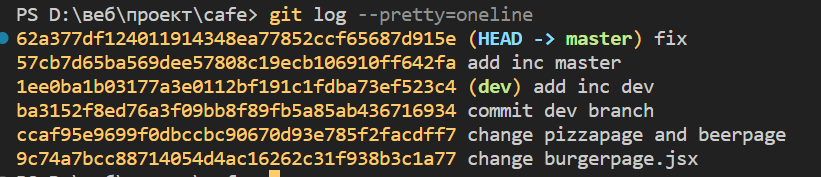 PS D:\веб\проект\cafe> git log --pretty=oneline
62a377df124011914348ea77852ccf65687d915e (HEAD -> master) fix
57cb7d65ba569dee57808c19ecb106910ff642fa add inc master
1ee0ba1b03177a3e0112bf191c1fdba73ef523c4 (dev) add inc dev
ba3152f8ed76a3f09bb8f89fb5a85ab436716934 commit dev branch
ccaf95e9699f0dbccbc90670d93e785f2facdff7 change pizzapage and beerpage
9c74a7bcc88714054d4ac16262c31f938b3c1a77 change burgerpage.jsx